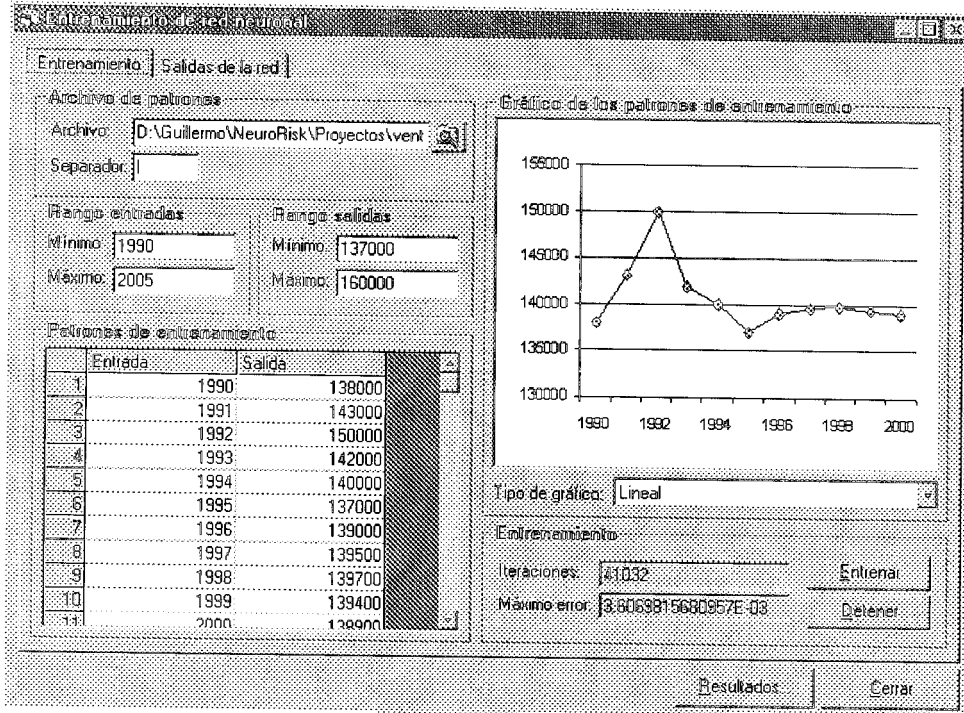 Entrenamiento de red neuronal
Entrenamiento
Salidas de la red
Archivo de patrones
Archivo: D:\Guillermo\NeuroRisk\Proyectos\vent
Separador:
Rango entradas
Mínimo: 1990
Máximo: 2005
Rango salidas
Mínimo: 137000
Máximo: 160000
Patrones de entrenamiento
Entrada Salida
1 1990 138000
2 1991 143000
3 1992 150000
4 1993 142000
5 1994 140000
6 1995 137000
7 1996 139000
8 1997 139500
9 1998 139700
10 1999 139400
11 2000 138900
Gráfico de los patrones de entrenamiento
155000
150000
145000
140000
135000
130000
1990 1992 1994 1996 1998 2000
Tipo de gráfico: Lineal
Entrenamiento
Iteraciones: 41032
Máximo error: 3.6063815680957E-03
Entrenar
Detener
Resultados
Cerrar